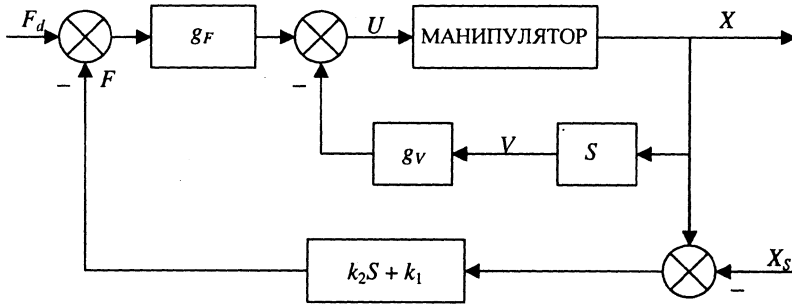 F_d
g_F
U
МАНИПУЛЯТОР
X
–
F
–
g_V
V
S
k_2S + k_1
X_S
–